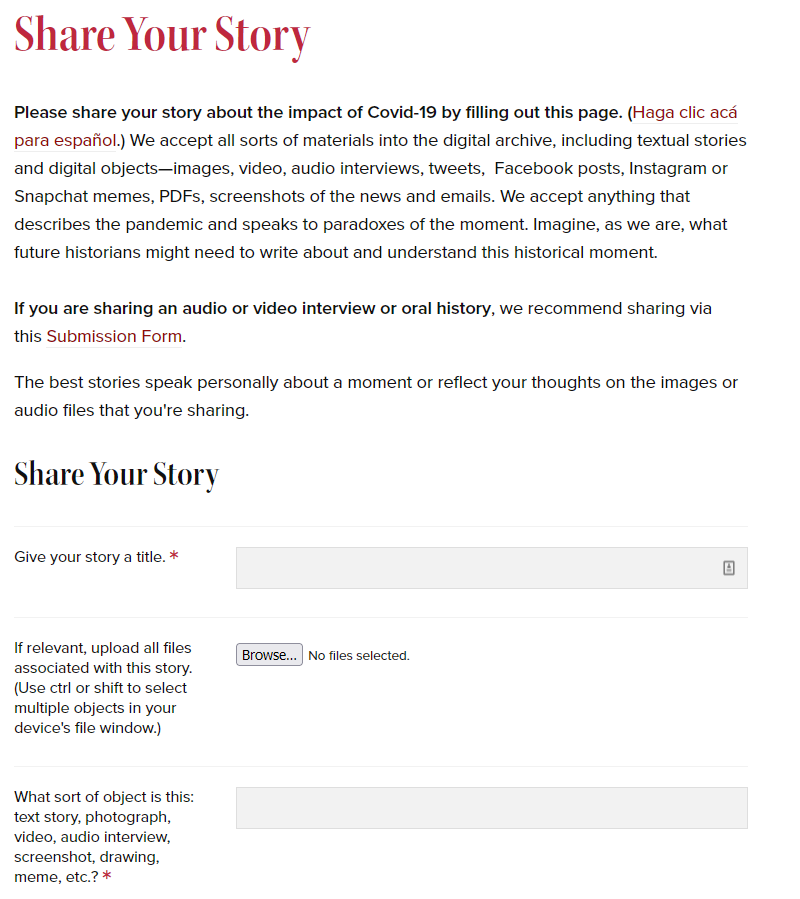 Share Your Story
Please share your story about the impact of Covid-19 by filling out this page. (Haga clic acá
para español.) We accept all sorts of materials into the digital archive, including textual stories
and digital objects—images, video, audio interviews, tweets,  Facebook posts, Instagram or
Snapchat memes, PDFs, screenshots of the news and emails. We accept anything that
describes the pandemic and speaks to paradoxes of the moment. Imagine, as we are, what
future historians might need to write about and understand this historical moment.
If you are sharing an audio or video interview or oral history, we recommend sharing via
this Submission Form.
The best stories speak personally about a moment or reflect your thoughts on the images or
audio files that you're sharing.
Share Your Story
Give your story a title. *
If relevant, upload all files
associated with this story.
(Use ctrl or shift to select
multiple objects in your
device's file window.)
Browse... No files selected.
What sort of object is this:
text story, photograph,
video, audio interview,
screenshot, drawing,
meme, etc.? *